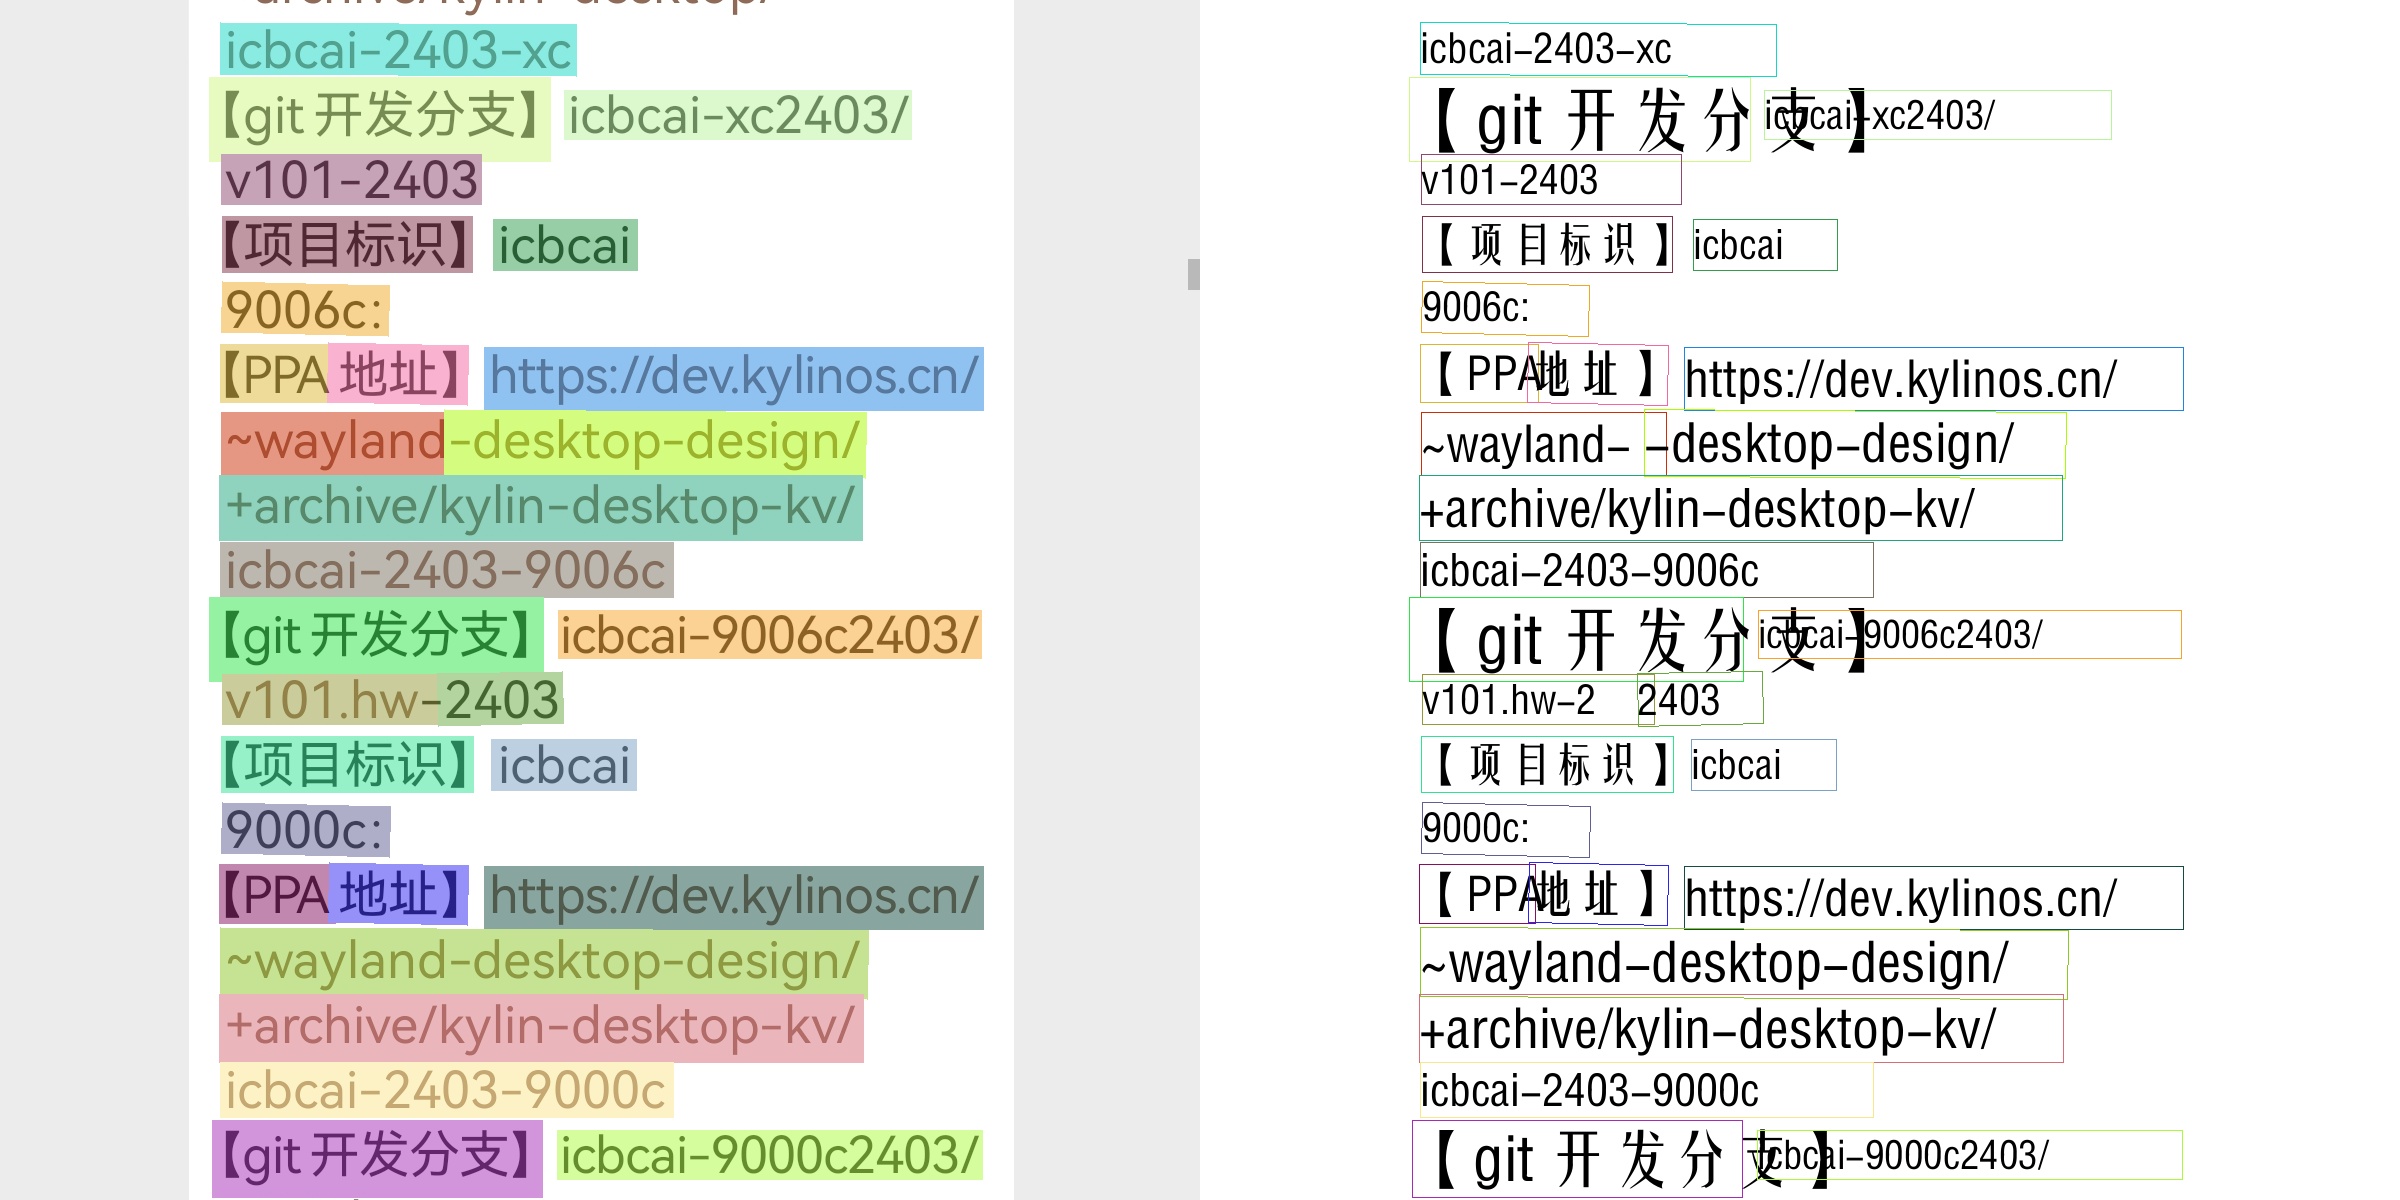 icbcai-2403-xc
【git 开发分支】 icbcai-xc2403/
v101-2403
【项目标识】 icbcai
9006c:
【PPA 地址】 https://dev.kylinos.cn/
~wayland-desktop-design/
+archive/kylin-desktop-kv/
icbcai-2403-9006c
【git 开发分支】 icbcai-9006c2403/
v101.hw-2403
【项目标识】 icbcai
9000c:
【PPA 地址】 https://dev.kylinos.cn/
~wayland-desktop-design/
+archive/kylin-desktop-kv/
icbcai-2403-9000c
【git 开发分支】 icbcai-9000c2403/
icbcai-2403-xc
【git 开发分支】 icbcai-xc2403/
v101-2403
【项目标识】 icbcai
9006c:
【PPA 地址】 https://dev.kylinos.cn/
~wayland- -desktop-design/
+archive/kylin-desktop-kv/
icbcai-2403-9006c
【git 开发分支】 icbcai-9006c2403/
v101.hw-2 2403
【项目标识】 icbcai
9000c:
【PPA 地址】 https://dev.kylinos.cn/
~wayland-desktop-design/
+archive/kylin-desktop-kv/
icbcai-2403-9000c
【git 开发分支】 icbcai-9000c2403/